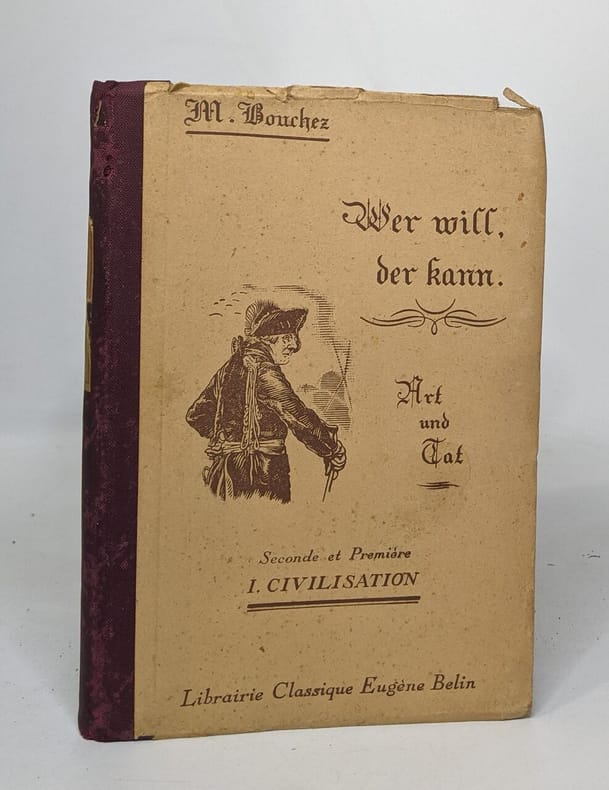 M. Bouchez
Wer will,
der kann.
Art
und
Tat
Seconde et Première
I. CIVILISATION
Librairie Classique Eugène Belin